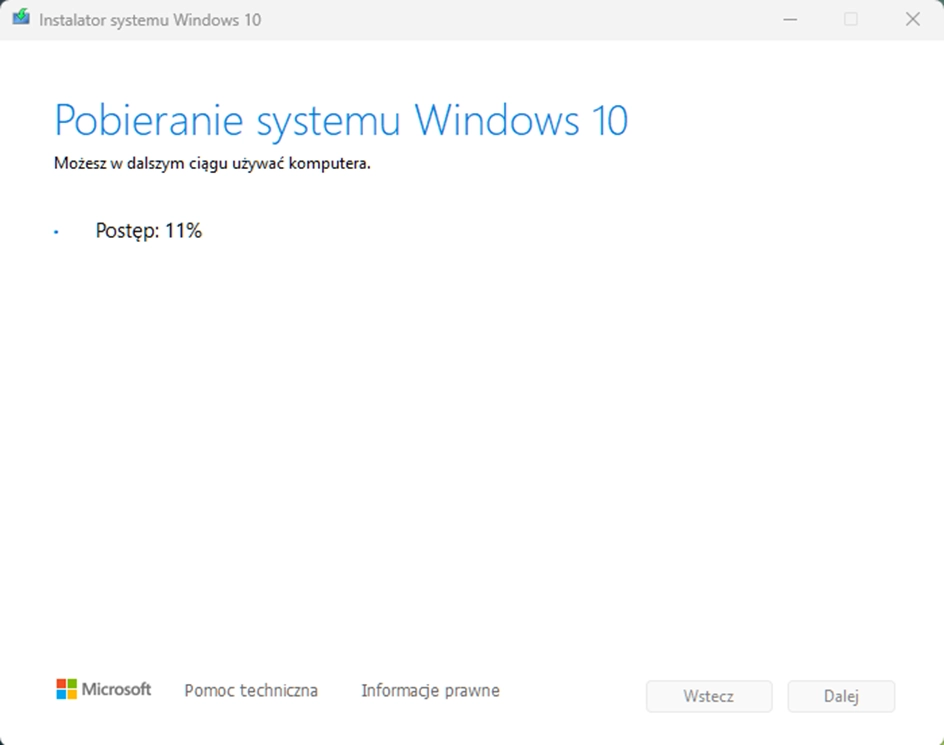 Instalator systemu Windows 10
Pobieranie systemu Windows 10
Możesz w dalszym ciągu używać komputera.
Postęp: 11%
Microsoft Pomoc techniczna Informacje prawne Wstecz Dalej